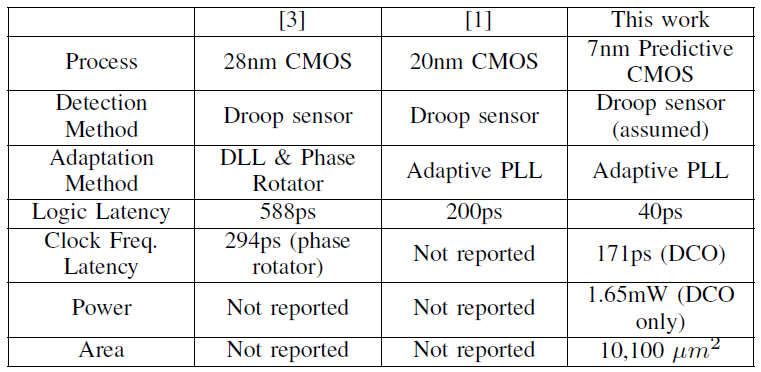 [3] [1] This work
Process 28nm CMOS 20nm CMOS 7nm Predictive
CMOS
Detection
Method Droop sensor Droop sensor Droop sensor
(assumed)
Adaptation
Method DLL & Phase
Rotator Adaptive PLL Adaptive PLL
Logic Latency 588ps 200ps 40ps
Clock Freq.
Latency 294ps (phase
rotator) Not reported 171ps (DCO)
Power Not reported Not reported 1.65mW (DCO
only)
Area Not reported Not reported 10,100 μm²